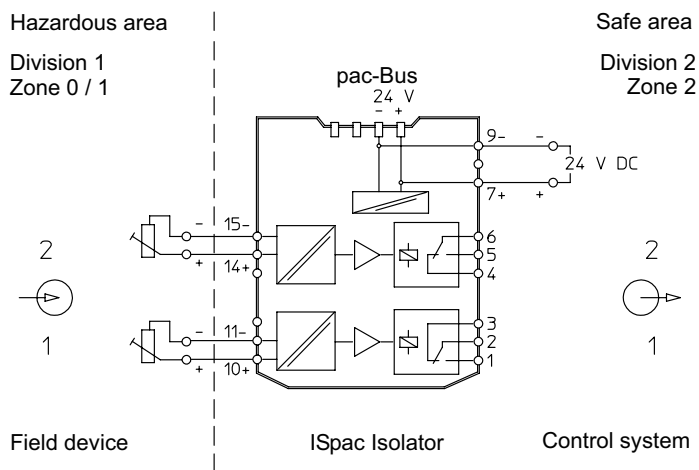 Hazardous area
Safe area
Division 1
Zone 0 / 1
Division 2
Zone 2
pac-Bus
24 V
- +
9-
-
24 V DC
7+
+
2
-
15-
+
14+
6
5
4
2
1
-
11-
+
10+
3
2
1
1
Field device
ISpac Isolator
Control system